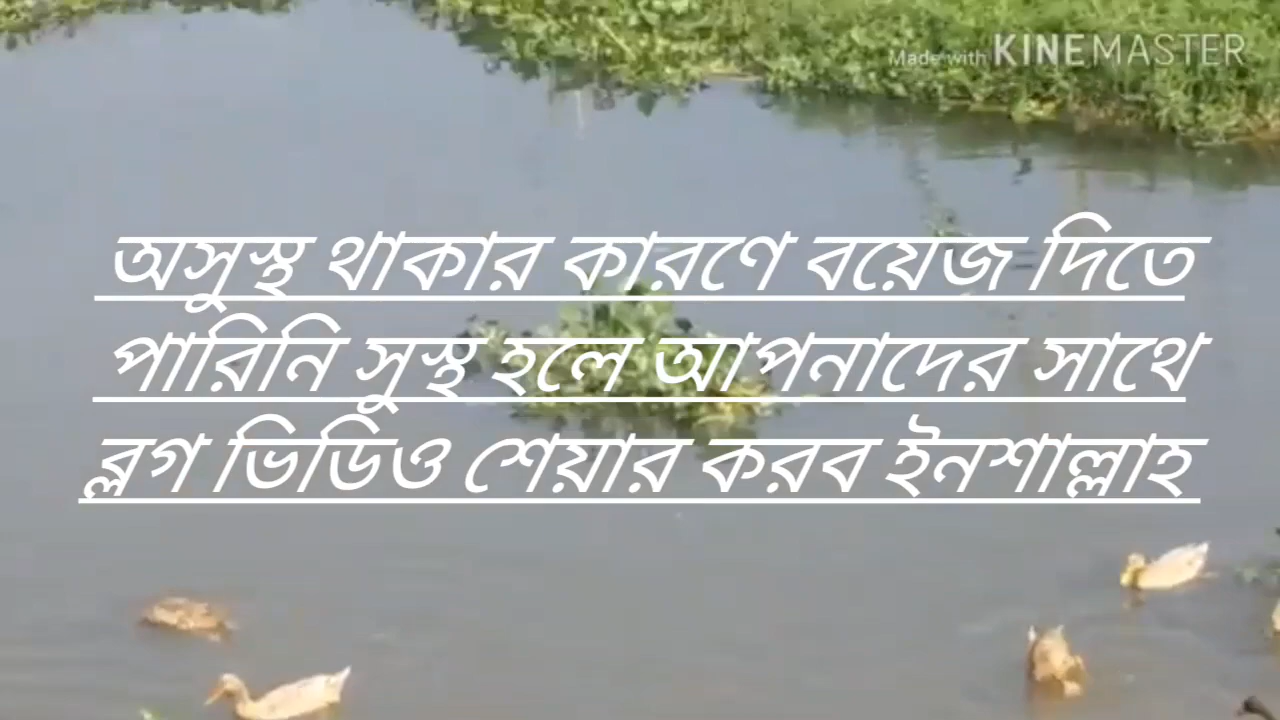 Made with KINEMASTER
অসুস্থ থাকার কারণে বয়েজ দিতে
পারিনি সুস্থ হলে আপনাদের সাথে
ব্লগ ভিডিও শেয়ার করব ইনশাল্লাহ